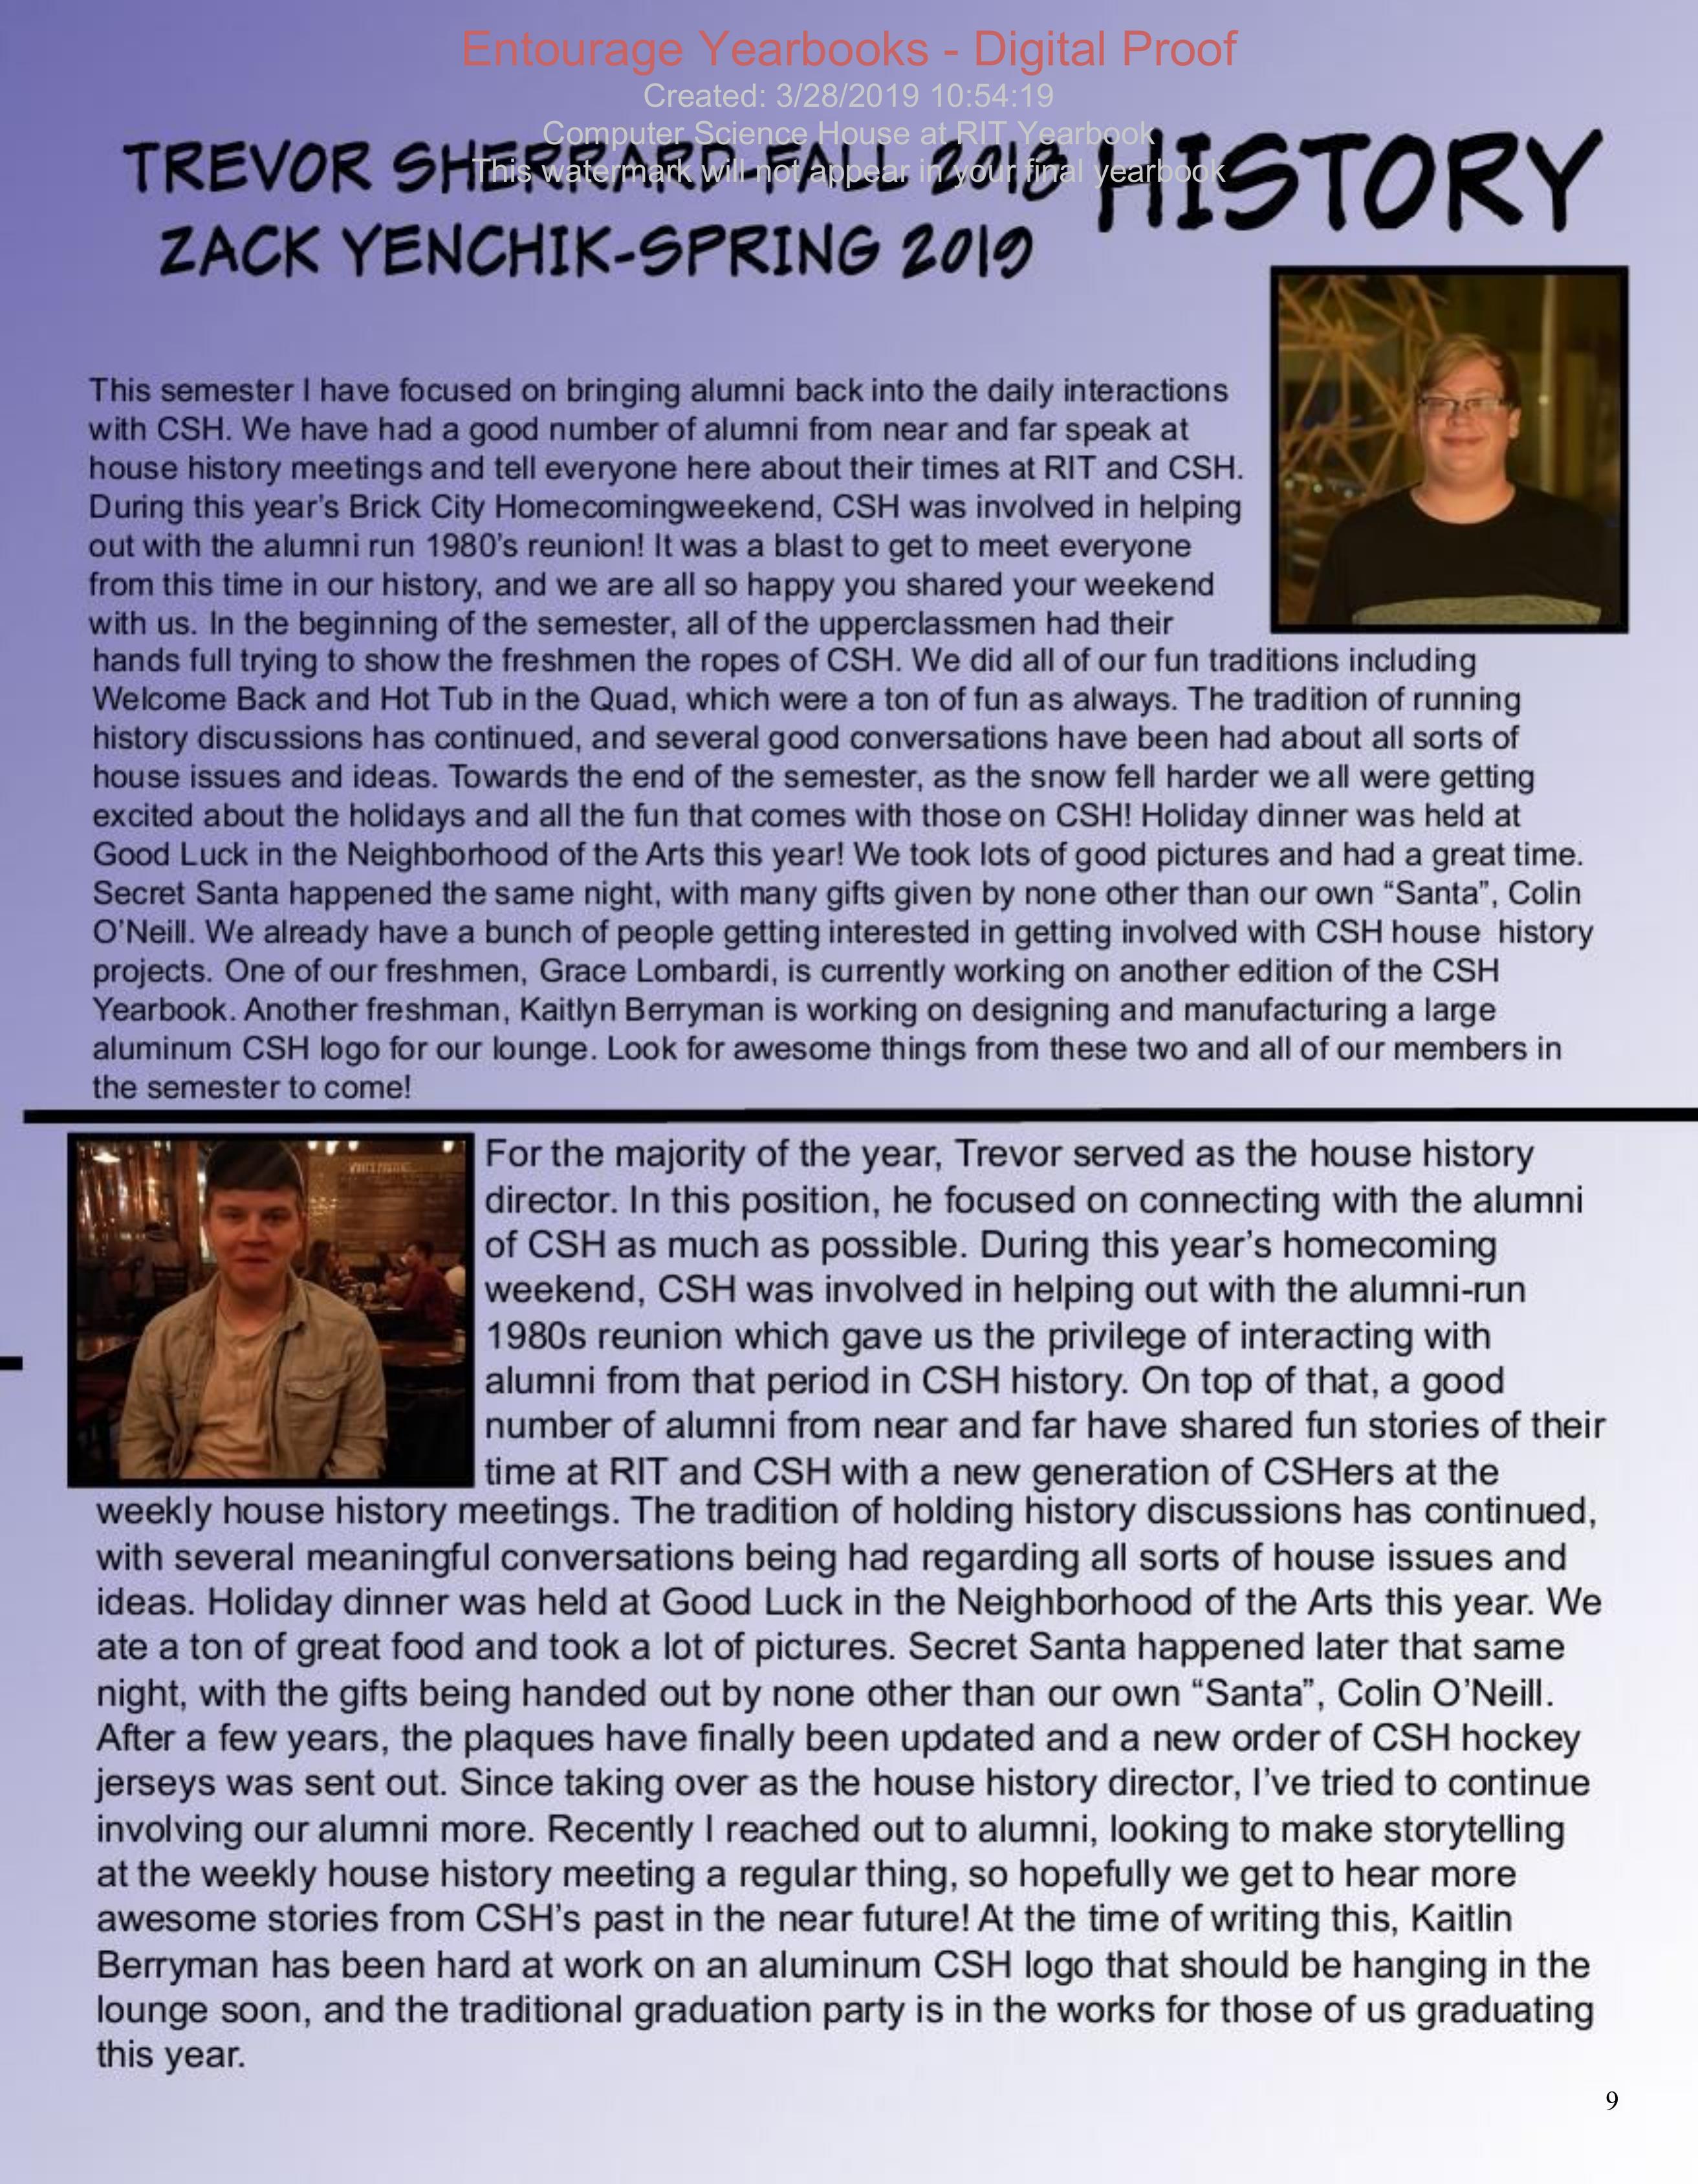 Entourage Yearbooks - Digital Proof
Created: 3/28/2019 10:54:19
Computer Science House at RIT Yearbook
This watermark will not appear in your final yearbook
TREVOR SHERRARD FALL 2018
HISTORY
ZACK YENCHIK-SPRING 2019
This semester I have focused on bringing alumni back into the daily interactions
with CSH. We have had a good number of alumni from near and far speak at
house history meetings and tell everyone here about their times at RIT and CSH.
During this year's Brick City Homecomingweekend, CSH was involved in helping
out with the alumni run 1980's reunion! It was a blast to get to meet everyone
from this time in our history, and we are all so happy you shared your weekend
with us. In the beginning of the semester, all of the upperclassmen had their
hands full trying to show the freshmen the ropes of CSH. We did all of our fun traditions including
Welcome Back and Hot Tub in the Quad, which were a ton of fun as always. The tradition of running
history discussions has continued, and several good conversations have been had about all sorts of
house issues and ideas. Towards the end of the semester, as the snow fell harder we all were getting
excited about the holidays and all the fun that comes with those on CSH! Holiday dinner was held at
Good Luck in the Neighborhood of the Arts this year! We took lots of good pictures and had a great time.
Secret Santa happened the same night, with many gifts given by none other than our own “Santa”, Colin
O'Neill. We already have a bunch of people getting interested in getting involved with CSH house  history
projects. One of our freshmen, Grace Lombardi, is currently working on another edition of the CSH
Yearbook. Another freshman, Kaitlyn Berryman is working on designing and manufacturing a large
aluminum CSH logo for our lounge. Look for awesome things from these two and all of our members in
the semester to come!
For the majority of the year, Trevor served as the house history
director. In this position, he focused on connecting with the alumni
of CSH as much as possible. During this year's homecoming
weekend, CSH was involved in helping out with the alumni-run
1980s reunion which gave us the privilege of interacting with
alumni from that period in CSH history. On top of that, a good
number of alumni from near and far have shared fun stories of their
time at RIT and CSH with a new generation of CSHers at the
weekly house history meetings. The tradition of holding history discussions has continued,
with several meaningful conversations being had regarding all sorts of house issues and
ideas. Holiday dinner was held at Good Luck in the Neighborhood of the Arts this year. We
ate a ton of great food and took a lot of pictures. Secret Santa happened later that same
night, with the gifts being handed out by none other than our own “Santa”, Colin O'Neill.
After a few years, the plaques have finally been updated and a new order of CSH hockey
jerseys was sent out. Since taking over as the house history director, I've tried to continue
involving our alumni more. Recently I reached out to alumni, looking to make storytelling
at the weekly house history meeting a regular thing, so hopefully we get to hear more
awesome stories from CSH's past in the near future! At the time of writing this, Kaitlin
Berryman has been hard at work on an aluminum CSH logo that should be hanging in the
lounge soon, and the traditional graduation party is in the works for those of us graduating
this year.
9